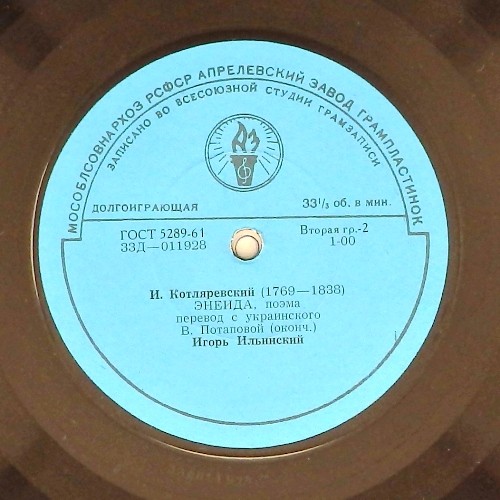 МОСОБЛСОВНАРХОЗ РСФСР АПРЕЛЕВСКИЙ ЗАВОД ГРАМПЛАСТИНОК
ЗАПИСАНО ВО ВСЕСОЮЗНОЙ СТУДИИ ГРАМЗАПИСИ
ДОЛГОИГРАЮЩАЯ
33⅓ об. в мин.
ГОСТ 5289-61
33Д—011928
Вторая гр.-2
1-00
И. Котляревский (1769—1838)
ЭНЕИДА, поэма
перевод с украинского
В. Потаповой (оконч.)
Игорь Ильинский